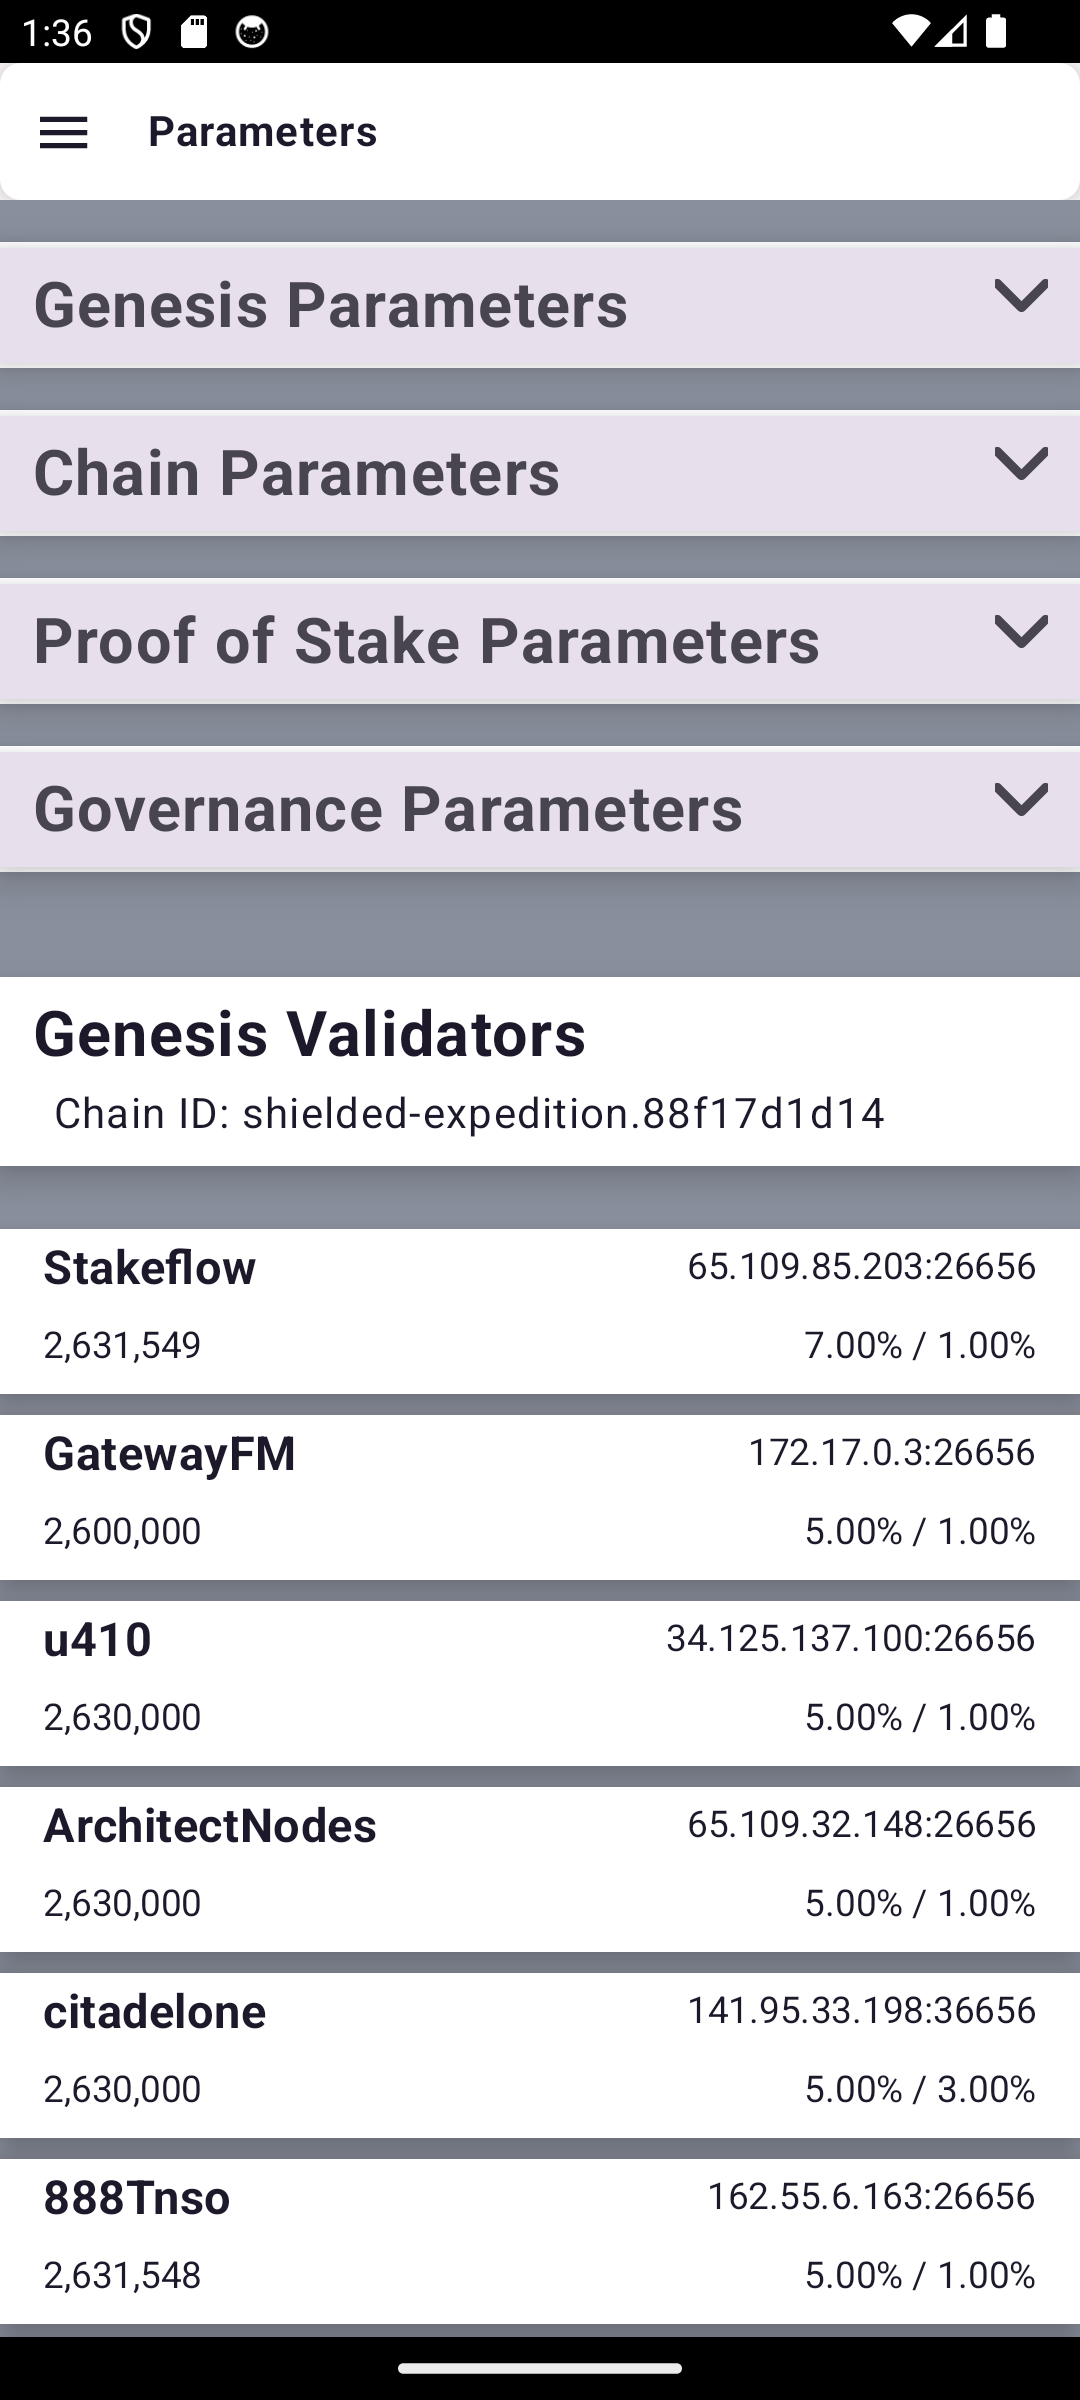 1:36
Parameters
Genesis Parameters
Chain Parameters
Proof of Stake Parameters
Governance Parameters
Genesis Validators
Chain ID: shielded-expedition.88f17d1d14
Stakeflow 65.109.85.203:26656
2,631,549 7.00% / 1.00%
GatewayFM 172.17.0.3:26656
2,600,000 5.00% / 1.00%
u410 34.125.137.100:26656
2,630,000 5.00% / 1.00%
ArchitectNodes 65.109.32.148:26656
2,630,000 5.00% / 1.00%
citadelone 141.95.33.198:36656
2,630,000 5.00% / 3.00%
888Tnso 162.55.6.163:26656
2,631,548 5.00% / 1.00%